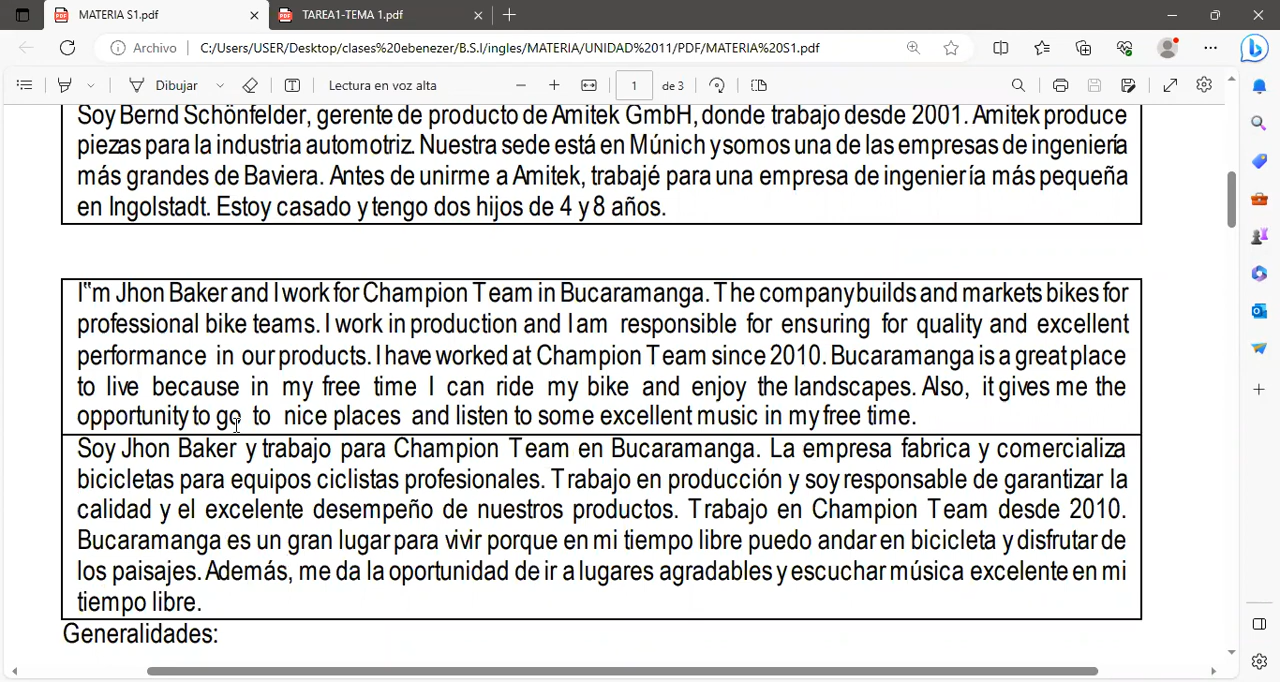 MATERIA S1.pdf
TAREA1-TEMA 1.pdf
Archivo
C:/Users/USER/Desktop/clases%20ebenezer/B.S.I/ingles/MATERIA/UNIDAD%2011/PDF/MATERIA%20S1.pdf
Dibujar
Lectura en voz alta
1 de 3
Soy Bernd Schönfelder, gerente de producto de Amitek GmbH, donde trabajo desde 2001. Amitek produce
piezas para la industria automotriz. Nuestra sede está en Múnich y somos una de las empresas de ingeniería
más grandes de Baviera. Antes de unirme a Amitek, trabajé para una empresa de ingeniería más pequeña
en Ingolstadt. Estoy casado y tengo dos hijos de 4 y 8 años.
I‟m Jhon Baker and I work for Champion Team in Bucaramanga. The company builds and markets bikes for
professional bike teams. I work in production and I am responsible for ensuring for quality and excellent
performance in our products. I have worked at Champion Team since 2010. Bucaramanga is a great place
to live because in my free time I can ride my bike and enjoy the landscapes. Also, it gives me the
opportunity to go to nice places and listen to some excellent music in my free time.
Soy Jhon Baker y trabajo para Champion Team en Bucaramanga. La empresa fabrica y comercializa
bicicletas para equipos ciclistas profesionales. Trabajo en producción y soy responsable de garantizar la
calidad y el excelente desempeño de nuestros productos. Trabajo en Champion Team desde 2010.
Bucaramanga es un gran lugar para vivir porque en mi tiempo libre puedo andar en bicicleta y disfrutar de
los paisajes. Además, me da la oportunidad de ir a lugares agradables y escuchar música excelente en mi
tiempo libre.
Generalidades: